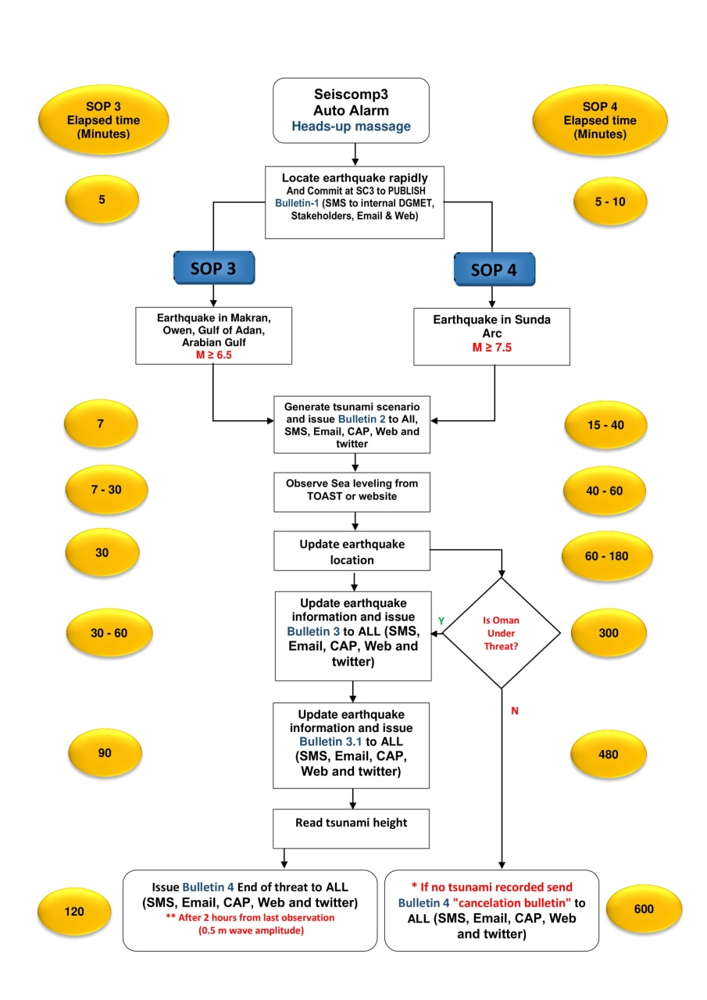 SOP 3
Elapsed time
(Minutes)
Seiscomp3
Auto Alarm
Heads-up massage
SOP 4
Elapsed time
(Minutes)
5
Locate earthquake rapidly
And Commit at SC3 to PUBLISH
Bulletin-1 (SMS to internal DGMET,
Stakeholders, Email & Web)
5 - 10
SOP 3
SOP 4
Earthquake in Makran,
Owen, Gulf of Adan,
Arabian Gulf
M ≥ 6.5
Earthquake in Sunda
Arc
M ≥ 7.5
7
Generate tsunami scenario
and issue Bulletin 2 to All,
SMS, Email, CAP, Web and
twitter
15 - 40
7 - 30
Observe Sea leveling from
TOAST or website
40 - 60
30
Update earthquake
location
60 - 180
30 - 60
Update earthquake
information and issue
Bulletin 3 to ALL (SMS,
Email, CAP, Web and
twitter)
Y
Is Oman
Under
Threat?
300
N
90
Update earthquake
information and issue
Bulletin 3.1 to ALL
(SMS, Email, CAP,
Web and twitter)
480
Read tsunami height
120
Issue Bulletin 4 End of threat to ALL
(SMS, Email, CAP, Web and twitter)
** After 2 hours from last observation
(0.5 m wave amplitude)
* If no tsunami recorded send
Bulletin 4 "cancelation bulletin" to
ALL (SMS, Email, CAP, Web
and twitter)
600